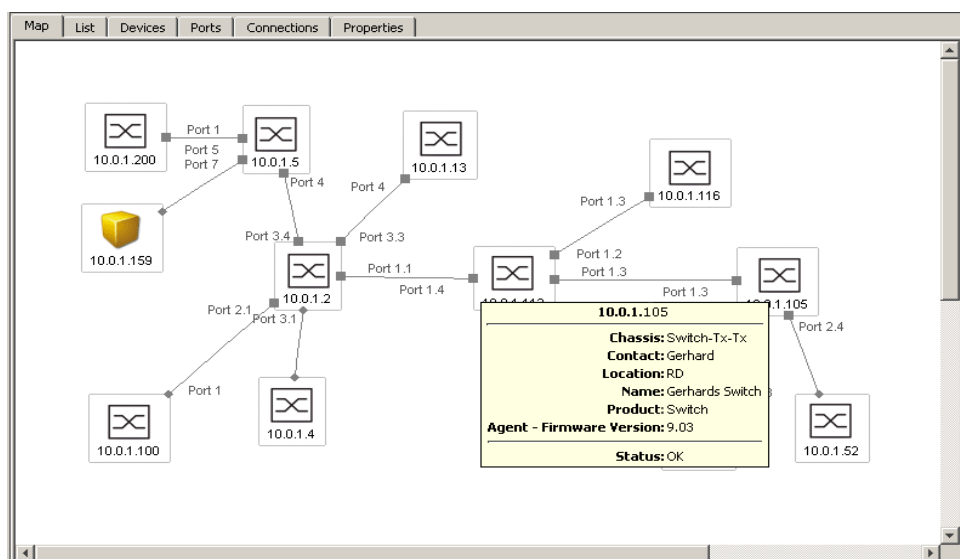 Map List Devices Ports Connections Properties
Port 1
10.0.1.200
10.0.1.5
10.0.1.13
Port 5
Port 7
Port 4
Port 4
10.0.1.116
Port 1.3
10.0.1.159
Port 3.4
Port 3.3
Port 1.2
Port 1.1
Port 1.3
Port 1.4
Port 1.3
10.0.1.2
10.0.1.105
Port 2.1
Port 3.1
Port 2.4
10.0.1.105
Chassis: Switch-Tx-Tx
Contact: Gerhard
Location: RD
Name: Gerhards Switch
Product: Switch
Agent - Firmware Version: 9.03
Status: OK
Port 1
10.0.1.4
10.0.1.100
10.0.1.52